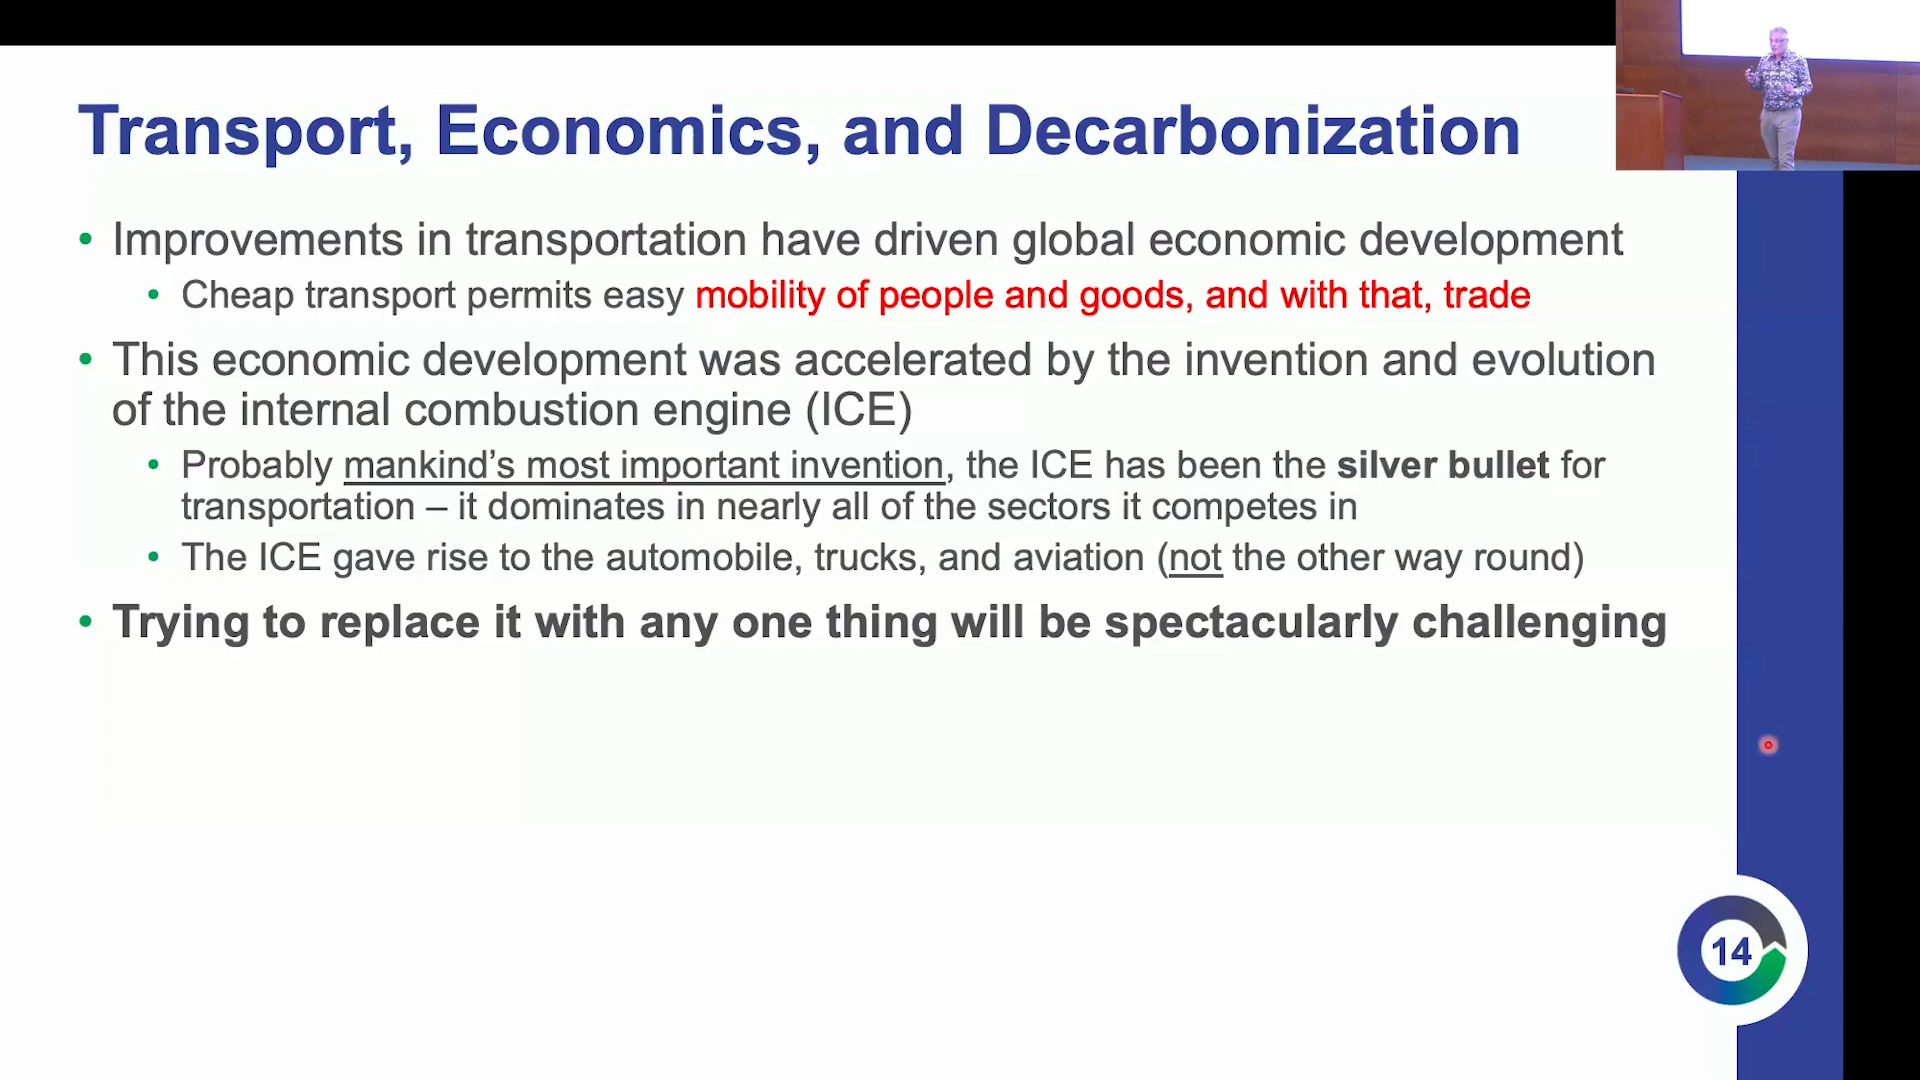 Transport, Economics, and Decarbonization
• Improvements in transportation have driven global economic development
• Cheap transport permits easy mobility of people and goods, and with that, trade
• This economic development was accelerated by the invention and evolution
of the internal combustion engine (ICE)
• Probably mankind’s most important invention, the ICE has been the silver bullet for
transportation – it dominates in nearly all of the sectors it competes in
• The ICE gave rise to the automobile, trucks, and aviation (not the other way round)
• Trying to replace it with any one thing will be spectacularly challenging
14